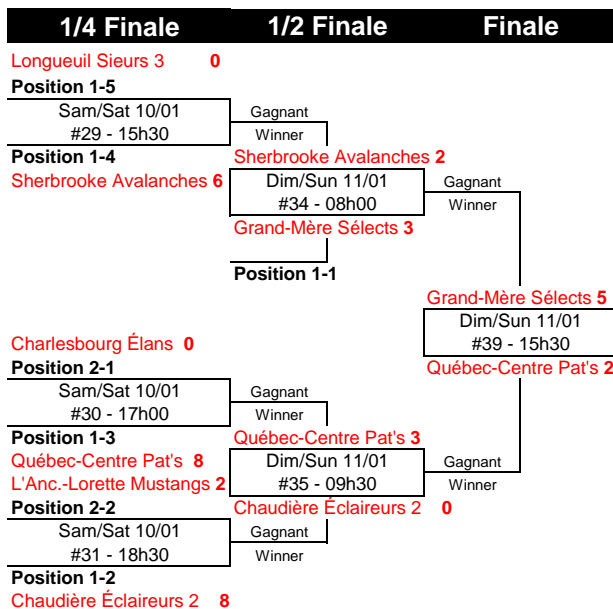 1/4 Finale 1/2 Finale Finale
Longueuil Sieurs 3 0
Position 1-5
Sam/Sat 10/01 Gagnant
#29 - 15h30 Winner
Position 1-4 Sherbrooke Avalanches 2
Sherbrooke Avalanches 6 Dim/Sun 11/01 Gagnant
#34 - 08h00 Winner
Grand-Mère Sélects 3
Position 1-1
Grand-Mère Sélects 5
Dim/Sun 11/01
Charlesbourg Élans 0 #39 - 15h30
Position 2-1 Québec-Centre Pat's 2
Sam/Sat 10/01 Gagnant
#30 - 17h00 Winner
Position 1-3 Québec-Centre Pat's 3
Québec-Centre Pat's 8 Dim/Sun 11/01 Gagnant
L'Anc.-Lorette Mustangs 2 #35 - 09h30 Winner
Position 2-2 Chaudière Éclaireurs 2 0
Sam/Sat 10/01 Gagnant
#31 - 18h30 Winner
Position 1-2
Chaudière Éclaireurs 2 8